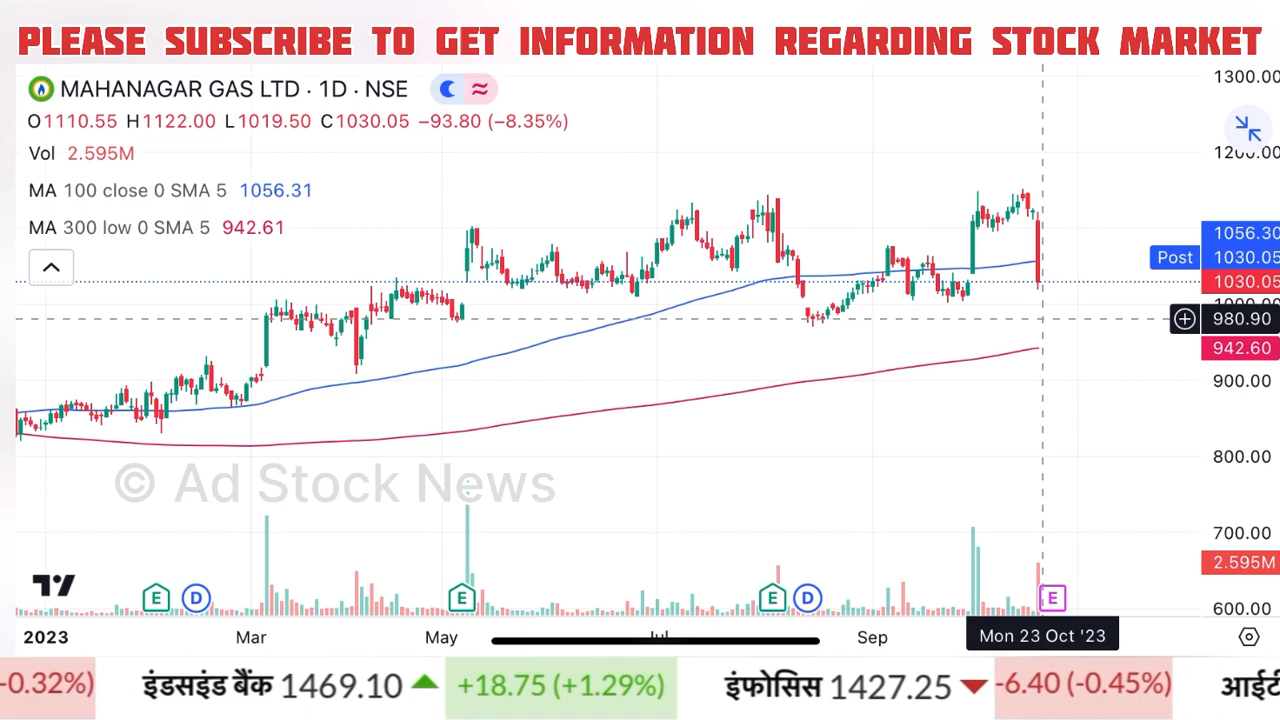 PLEASE SUBSCRIBE TO GET INFORMATION REGARDING STOCK MARKET
MAHANAGAR GAS LTD · 1D · NSE
O1110.55 H1122.00 L1019.50 C1030.05 −93.80 (−8.35%)
Vol 2.595M
MA 100 close 0 SMA 5 1056.31
MA 300 low 0 SMA 5 942.61
1300.00
1200.00
1056.30
Post 1030.05
1030.05
980.90
942.60
900.00
800.00
© Ad Stock News
700.00
2.595M
E D E E D E
600.00
2023 Mar May Sep Mon 23 Oct '23
-0.32%) इंडसइंड बैंक 1469.10 +18.75 (+1.29%) इंफोसिस 1427.25 -6.40 (-0.45%)